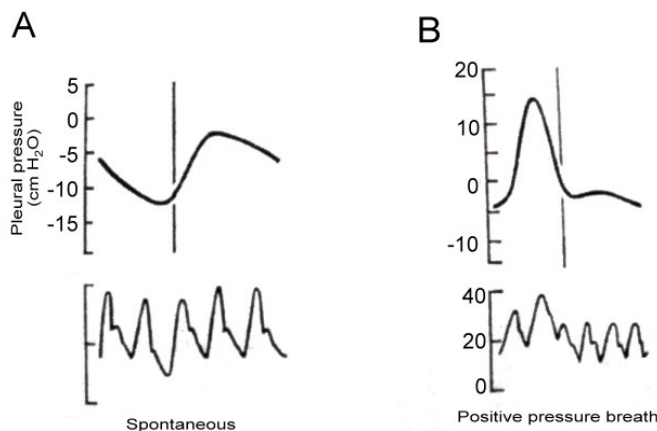 A
B
Pleural pressure
(cm H₂O)
5
0
-5
-10
-15
20
10
0
-10
40
20
0
Spontaneous
Positive pressure breath